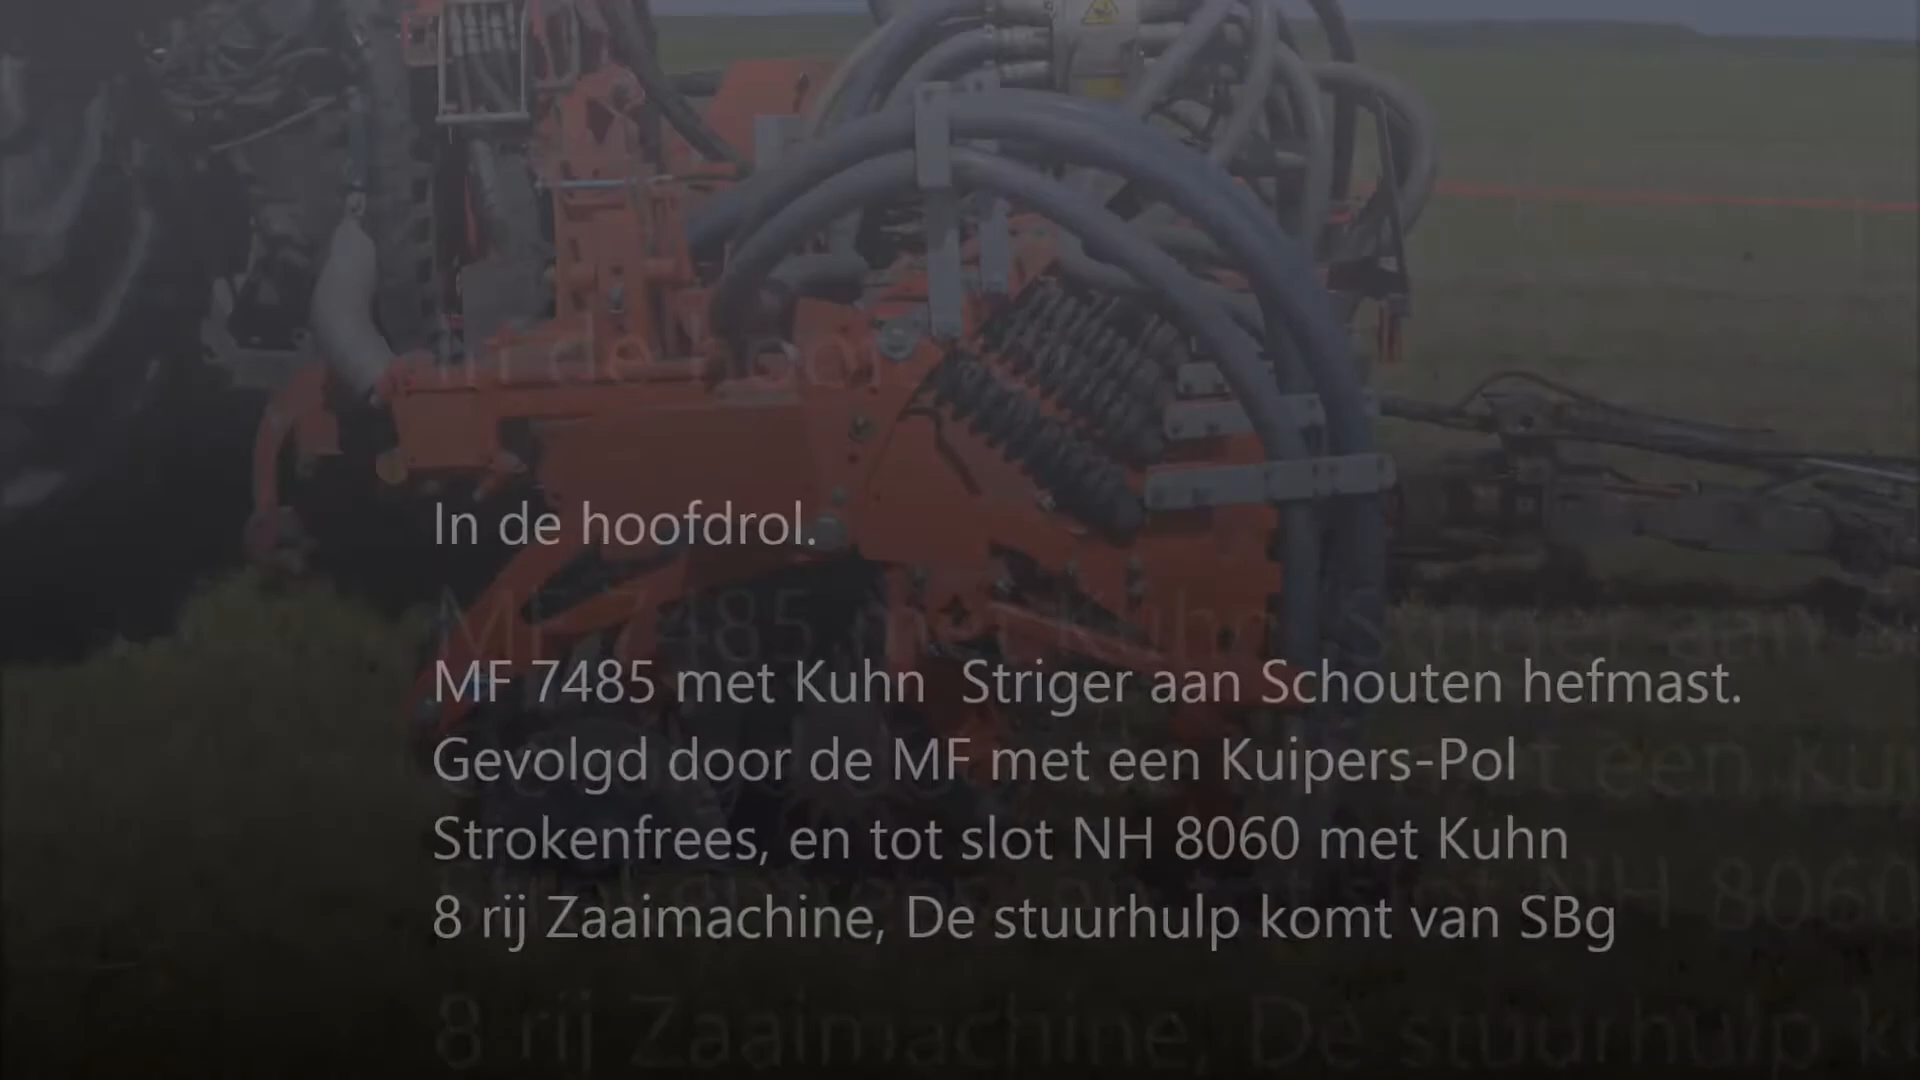 In de hoofdrol.
MF 7485 met Kuhn  Striger aan Schouten hefmast.
Gevolgd door de MF met een Kuipers-Pol
Strokenfrees, en tot slot NH 8060 met Kuhn
8 rij Zaaimachine, De stuurhulp komt van SBg